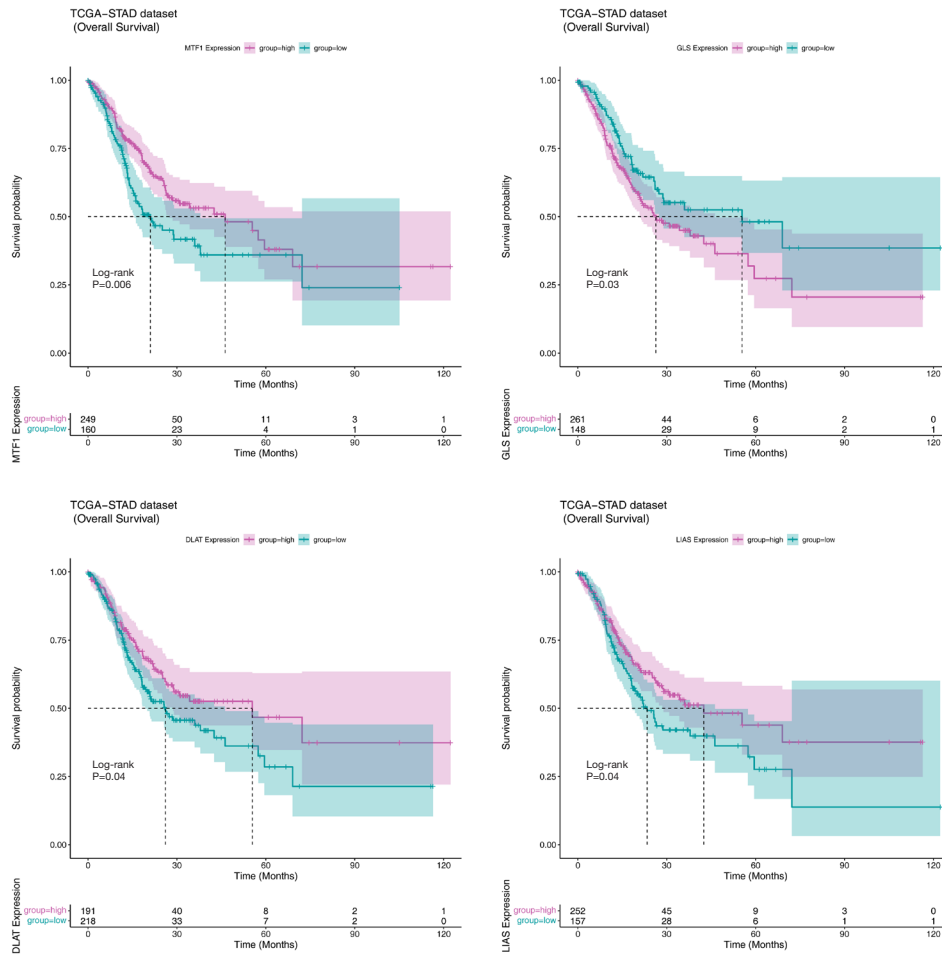 TCGA-STAD dataset
(Overall Survival)
MTF1 Expression group=high group=low
Survival probability
1.00
0.75
0.50
0.25
0.00
Log-rank
P=0.006
0 30 60 90 120
Time (Months)
MTF1 Expression
group=high 249 50 11 3 1
group=low 160 23 4 1 0
0 30 60 90 120
Time (Months)
TCGA-STAD dataset
(Overall Survival)
GLS Expression group=high group=low
Survival probability
1.00
0.75
0.50
0.25
0.00
Log-rank
P=0.03
0 30 60 90 120
Time (Months)
GLS Expression
group=high 261 44 6 2 0
group=low 148 29 9 2 1
0 30 60 90 120
Time (Months)
TCGA-STAD dataset
(Overall Survival)
DLAT Expression group=high group=low
Survival probability
1.00
0.75
0.50
0.25
0.00
Log-rank
P=0.04
0 30 60 90 120
Time (Months)
DLAT Expression
group=high 191 40 8 2 1
group=low 218 33 7 2 0
0 30 60 90 120
Time (Months)
TCGA-STAD dataset
(Overall Survival)
LIAS Expression group=high group=low
Survival probability
1.00
0.75
0.50
0.25
0.00
Log-rank
P=0.04
0 30 60 90 120
Time (Months)
LIAS Expression
group=high 252 45 9 3 0
group=low 157 28 6 1 1
0 30 60 90 120
Time (Months)